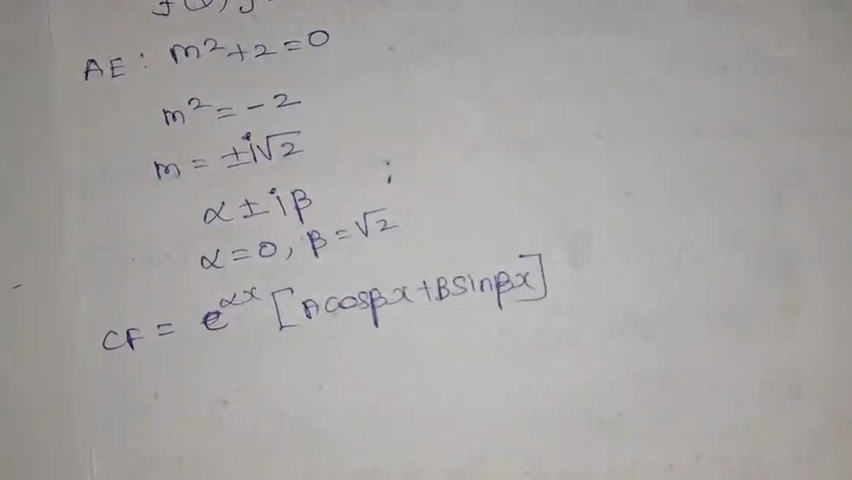 AE: m²+2=0
m²=-2
m=±i√2
α±iβ ;
α=0, β=√2
CF = e^αx [Acosβx+Bsinβx]